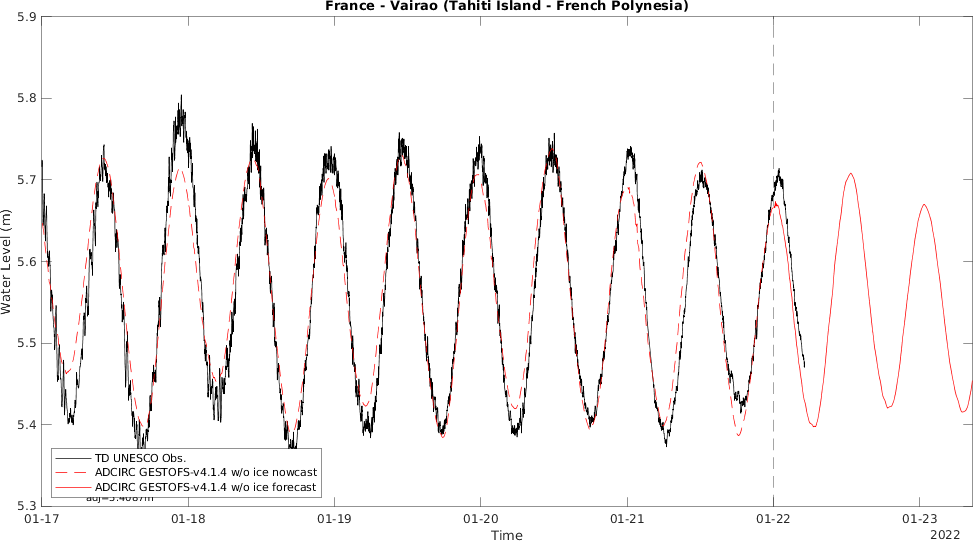 France - Vairao (Tahiti Island - French Polynesia)
5.9
5.8
5.7
5.6
5.5
5.4
5.3
Water Level (m)
TD UNESCO Obs.
ADCIRC GESTOFS-v4.1.4 w/o ice nowcast
ADCIRC GESTOFS-v4.1.4 w/o ice forecast
01-17
01-18
01-19
01-20
01-21
01-22
01-23
Time
2022